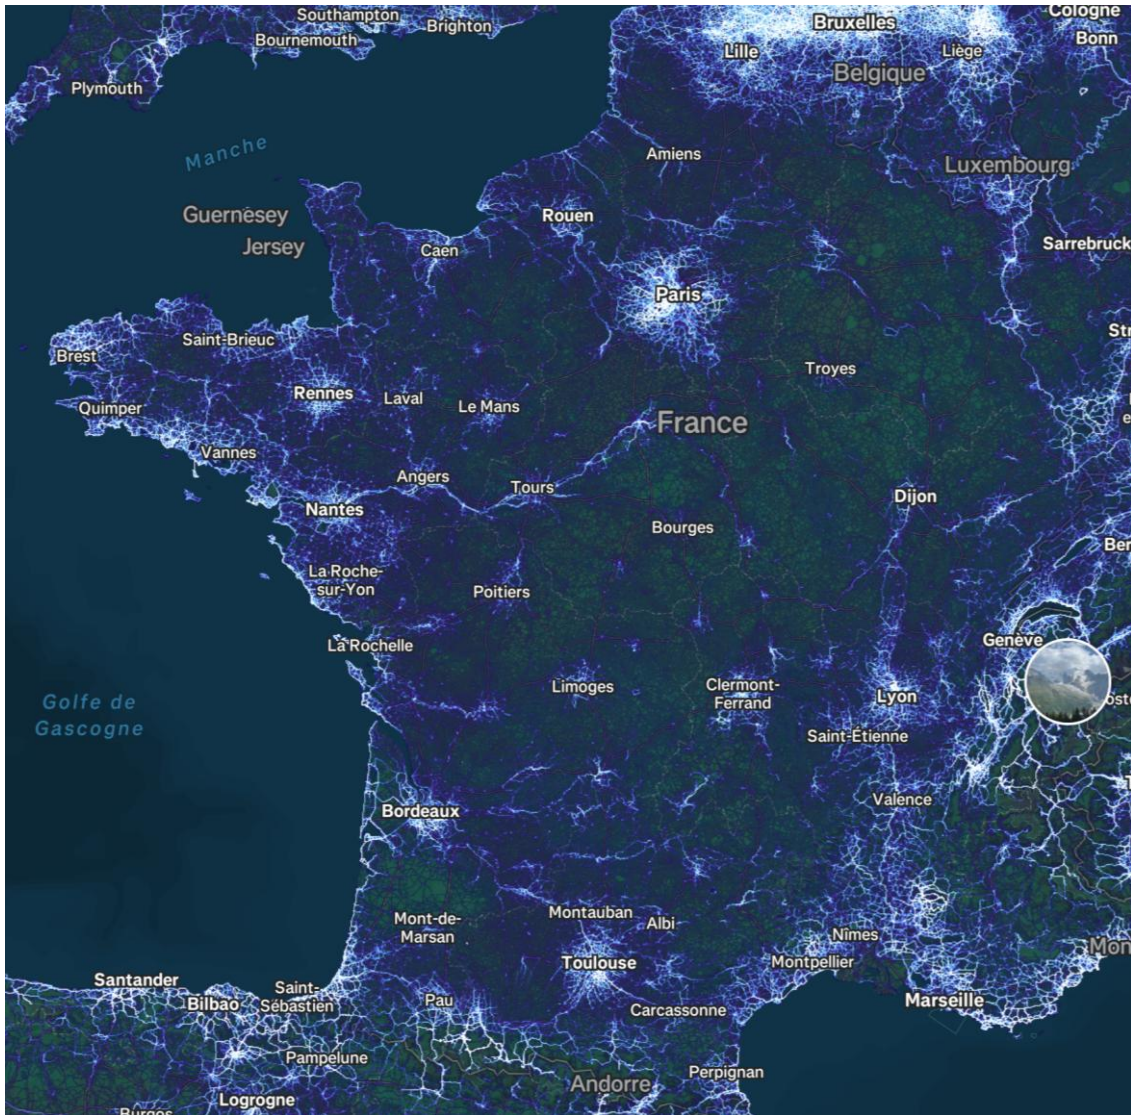 Southampton
Brighton
Bournemouth
Plymouth
Bruxelles
Cologne
Bonn
Lille
Liège
Belgique
Manche
Amiens
Luxembourg
Guernesey
Jersey
Rouen
Caen
Sarrebruck
Paris
Saint-Brieuc
Brest
Troyes
Rennes
Laval
Le Mans
Quimper
France
Vannes
Angers
Tours
Nantes
Dijon
Bourges
La Roche-
sur-Yon
Poitiers
La Rochelle
Genève
Limoges
Clermont-
Ferrand
Lyon
Golfe de
Gascogne
Saint-Étienne
Valence
Bordeaux
Mont-de-
Marsan
Montauban
Albi
Nîmes
Toulouse
Montpellier
Santander
Saint-
Sébastien
Bilbao
Pau
Carcassonne
Marseille
Pampelune
Andorre
Perpignan
Logrogne
Burgos